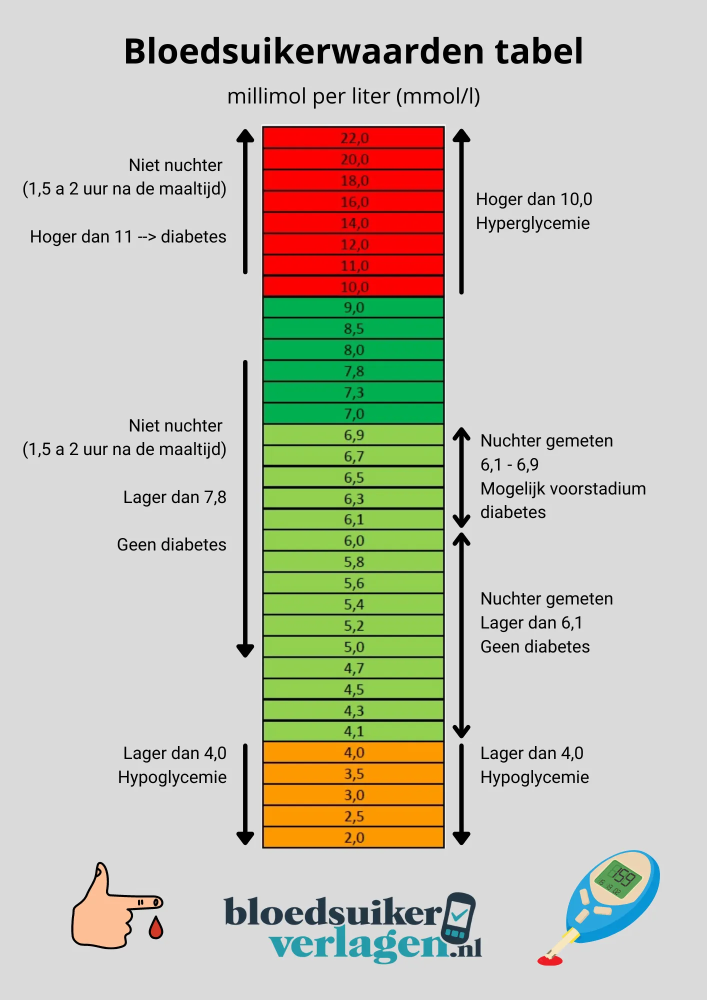 Bloedsuikerwaarden tabel
millimol per liter (mmol/l)
Niet nuchter
(1,5 a 2 uur na de maaltijd)
Hoger dan 11 --> diabetes
Niet nuchter
(1,5 a 2 uur na de maaltijd)
Lager dan 7,8
Geen diabetes
Lager dan 4,0
Hypoglycemie
22,0
20,0
18,0
16,0
14,0
12,0
11,0
10,0
9,0
8,5
8,0
7,8
7,3
7,0
6,9
6,7
6,5
6,3
6,1
6,0
5,8
5,6
5,4
5,2
5,0
4,7
4,5
4,3
4,1
4,0
3,5
3,0
2,5
2,0
Hoger dan 10,0
Hyperglycemie
Nuchter gemeten
6,1 - 6,9
Mogelijk voorstadium
diabetes
Nuchter gemeten
Lager dan 6,1
Geen diabetes
Lager dan 4,0
Hypoglycemie
bloedsuiker
verlagen.nl
159
15 13 02